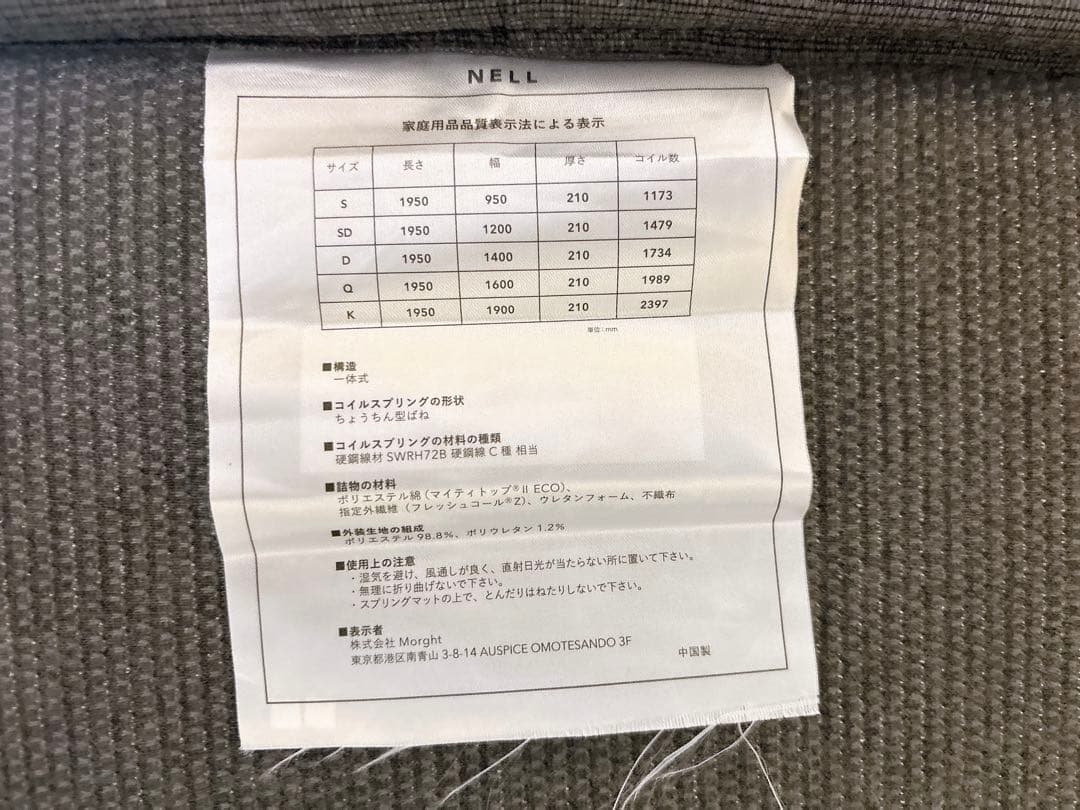 NELL
家庭用品品質表示法による表示
サイズ 長さ 幅 厚さ コイル数
S 1950 950 210 1173
SD 1950 1200 210 1479
D 1950 1400 210 1734
Q 1950 1600 210 1989
K 1950 1900 210 2397
単位:mm
■構造
一体式
■コイルスプリングの形状
ちょうちん型ばね
■コイルスプリングの材料の種類
硬鋼線材 SWRH72B 硬鋼線 C 種 相当
■詰物の材料
ポリエステル綿(マイティトップ®II ECO)、
指定外繊維(フレッシュコール®Z)、ウレタンフォーム、不織布
■外装生地の組成
ポリエステル 98.8%、ポリウレタン 1.2%
■使用上の注意
・湿気を避け、風通しが良く、直射日光が当たらない所に置いて下さい。
・無理に折り曲げないで下さい。
・スプリングマットの上で、とんだりはねたりしないで下さい。
■表示者
株式会社 Morght
東京都港区南青山 3-8-14 AUSPICE OMOTESANDO 3F
中国製